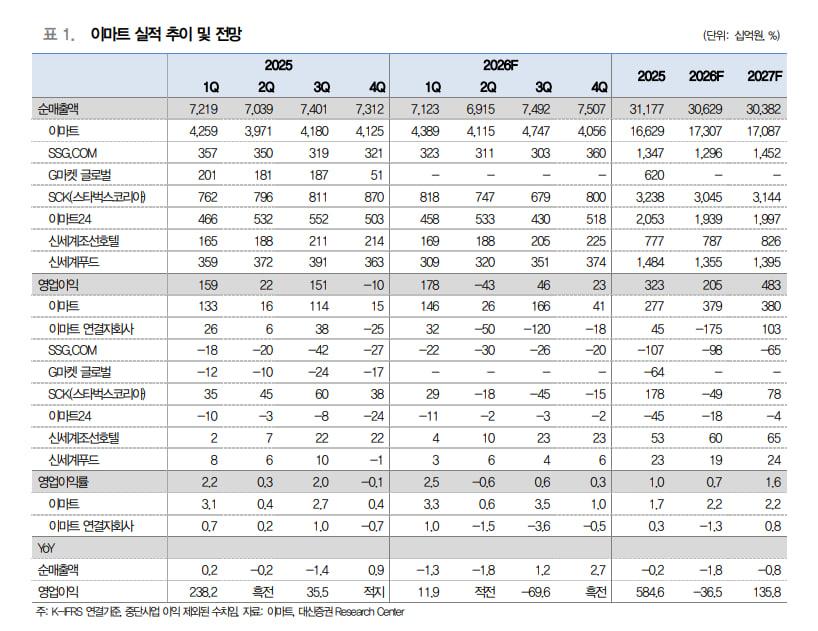 표 1. 이마트 실적 추이 및 전망 (단위: 십억원, %)
2025 2026F 2025 2026F 2027F
1Q 2Q 3Q 4Q 1Q 2Q 3Q 4Q
순매출액 7,219 7,039 7,401 7,312 7,123 6,915 7,492 7,507 31,177 30,629 30,382
이마트 4,259 3,971 4,180 4,125 4,389 4,115 4,747 4,056 16,629 17,307 17,087
SSG.COM 357 350 319 321 323 311 303 360 1,347 1,296 1,452
G마켓 글로벌 201 181 187 51 – – – – 620 – –
SCK(스타벅스코리아) 762 796 811 870 818 747 679 800 3,238 3,045 3,144
이마트24 466 532 552 503 458 533 430 518 2,053 1,939 1,997
신세계조선호텔 165 188 211 214 169 188 205 225 777 787 826
신세계푸드 359 372 391 363 309 320 351 374 1,484 1,355 1,395
영업이익 159 22 151 –10 178 –43 46 23 323 205 483
이마트 133 16 114 15 146 26 166 41 277 379 380
이마트 연결자회사 26 6 38 –25 32 –50 –120 –18 45 –175 103
SSG.COM –18 –20 –42 –27 –22 –30 –26 –20 –107 –98 –65
G마켓 글로벌 –12 –10 –24 –17 – – – – –64 – –
SCK(스타벅스코리아) 35 45 60 38 29 –18 –45 –15 178 –49 78
이마트24 –10 –3 –8 –24 –11 –2 –3 –2 –45 –18 –4
신세계조선호텔 2 7 22 22 4 10 23 23 53 60 65
신세계푸드 8 6 10 –1 3 6 4 6 23 19 24
영업이익률 2.2 0.3 2.0 –0.1 2.5 –0.6 0.6 0.3 1.0 0.7 1.6
이마트 3.1 0.4 2.7 0.4 3.3 0.6 3.5 1.0 1.7 2.2 2.2
이마트 연결자회사 0.7 0.2 1.0 –0.7 1.0 –1.5 –3.6 –0.5 0.3 –1.3 0.8
YoY
순매출액 0.2 –0.2 –1.4 0.9 –1.3 –1.8 1.2 2.7 –0.2 –1.8 –0.8
영업이익 238.2 흑전 35.5 적지 11.9 적전 –69.6 흑전 584.6 –36.5 135.8
주: K-IFRS 연결기준, 중단사업 이익 제외된 수치임, 자료: 이마트, 대신증권 Research Center